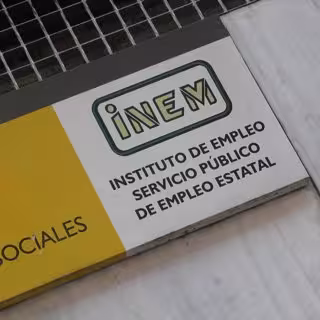 iNEM
INSTITUTO DE EMPLEO
SERVICIO PÚBLICO
DE EMPLEO ESTATAL
SOCIALES